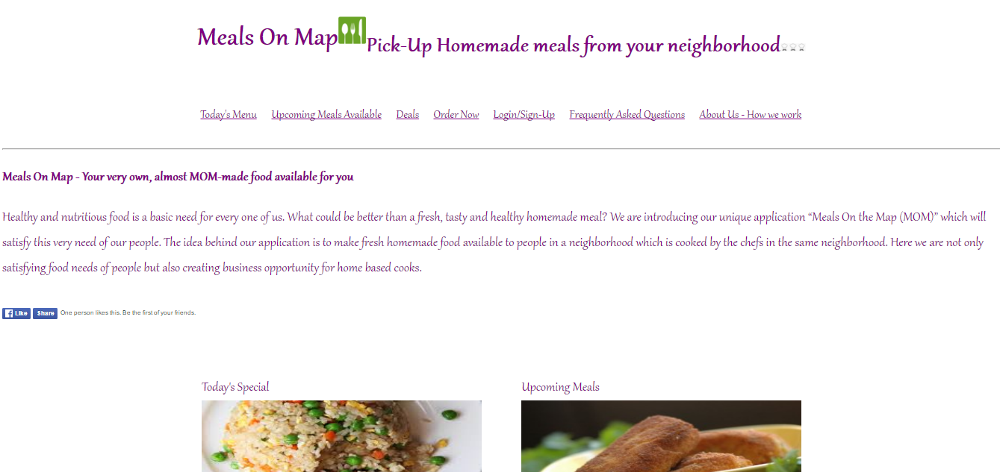 Meals On Map Pick-Up Homemade meals from your neighborhood
Today's Menu Upcoming Meals Available Deals Order Now Login/Sign-Up Frequently Asked Questions About Us - How we work
Meals On Map - Your very own, almost MOM-made food available for you
Healthy and nutritious food is a basic need for every one of us. What could be better than a fresh, tasty and healthy homemade meal? We are introducing our unique application “Meals On the Map (MOM)” which will
satisfy this very need of our people. The idea behind our application is to make fresh homemade food available to people in a neighborhood which is cooked by the chefs in the same neighborhood. Here we are not only
satisfying food needs of people but also creating business opportunity for home based cooks.
Like Share One person likes this. Be the first of your friends.
Today's Special Upcoming Meals